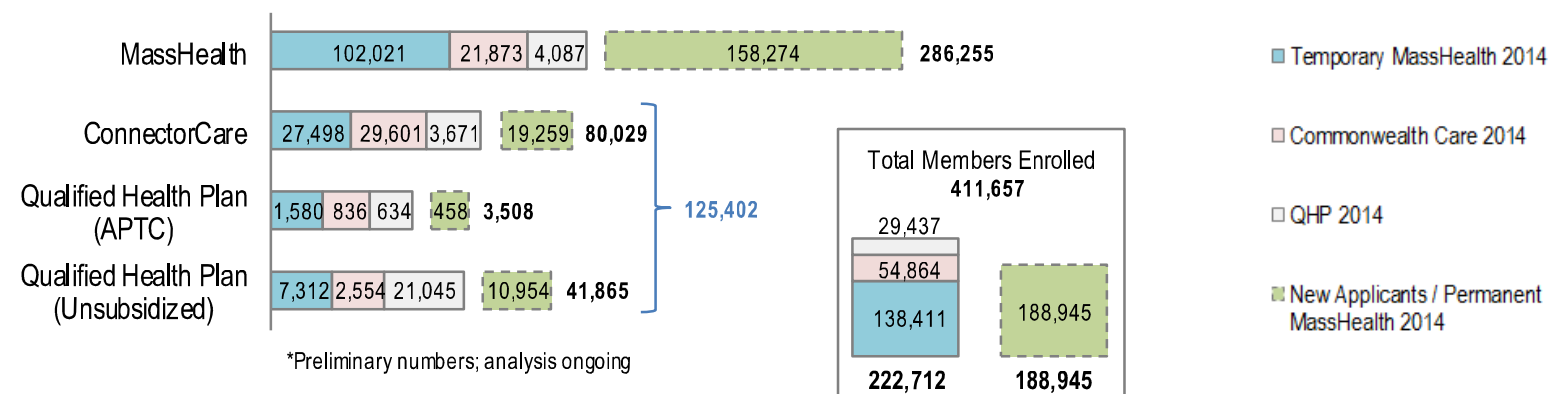 MassHealth
102,021 21,873 4,087 158,274 286,255
ConnectorCare
27,498 29,601 3,671 19,259 80,029
Qualified Health Plan
(APTC)
1,580 836 634 458 3,508
Qualified Health Plan
(Unsubsidized)
7,312 2,554 21,045 10,954 41,865
125,402
*Preliminary numbers; analysis ongoing
Total Members Enrolled
411,657
29,437
54,864
138,411 188,945
222,712 188,945
Temporary MassHealth 2014
Commonwealth Care 2014
QHP 2014
New Applicants / Permanent
MassHealth 2014